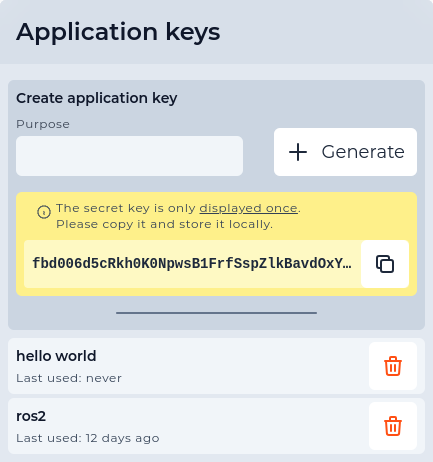 Application keys
Create application key
Purpose
Generate
The secret key is only displayed once.
Please copy it and store it locally.
fbd006d5cRkh0K0NpwsB1FrfSspZlkBavdOxY…
hello world
Last used: never
ros2
Last used: 12 days ago